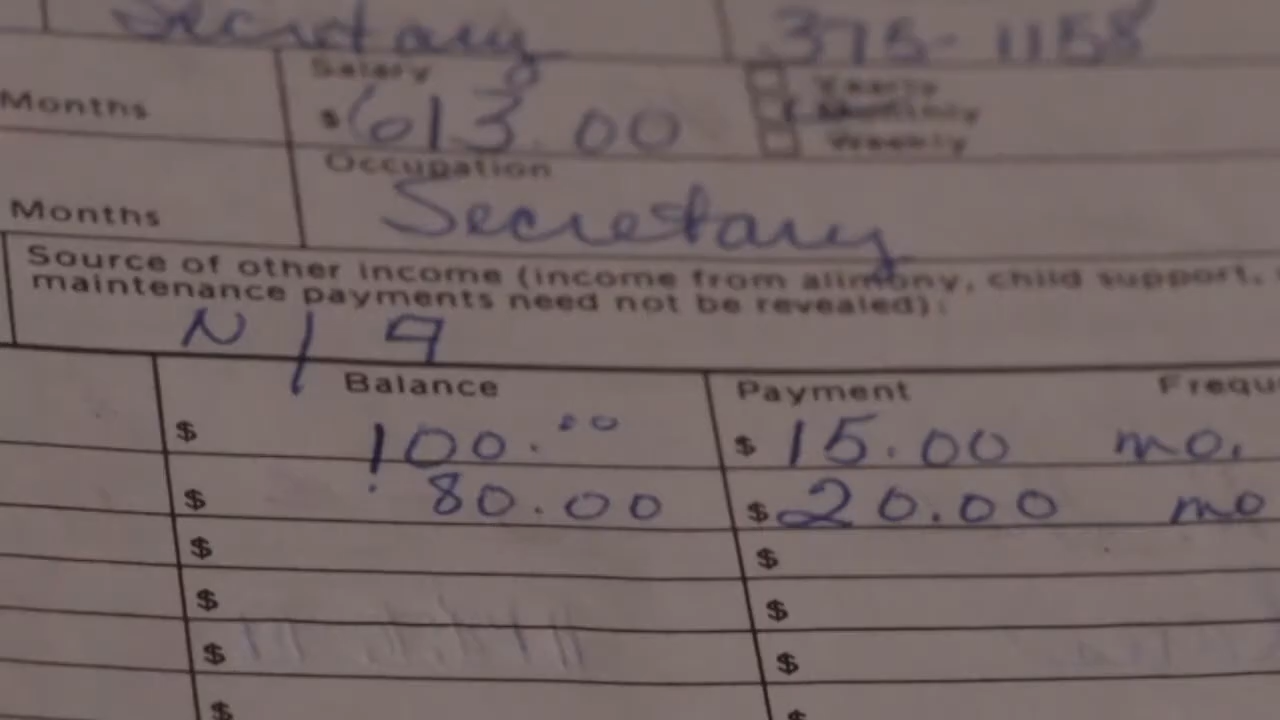 Secretary 375-1158
Salary Yearly
Months $613.00 Monthly
Weekly
Occupation
Months Secretary
Source of other income (income from alimony, child support,
maintenance payments need not be revealed):
N/A
Balance Payment Frequ
$ 100.00 $ 15.00 mo.
$ 80.00 $ 20.00 mo
$ $
$ $
$ $
$ $